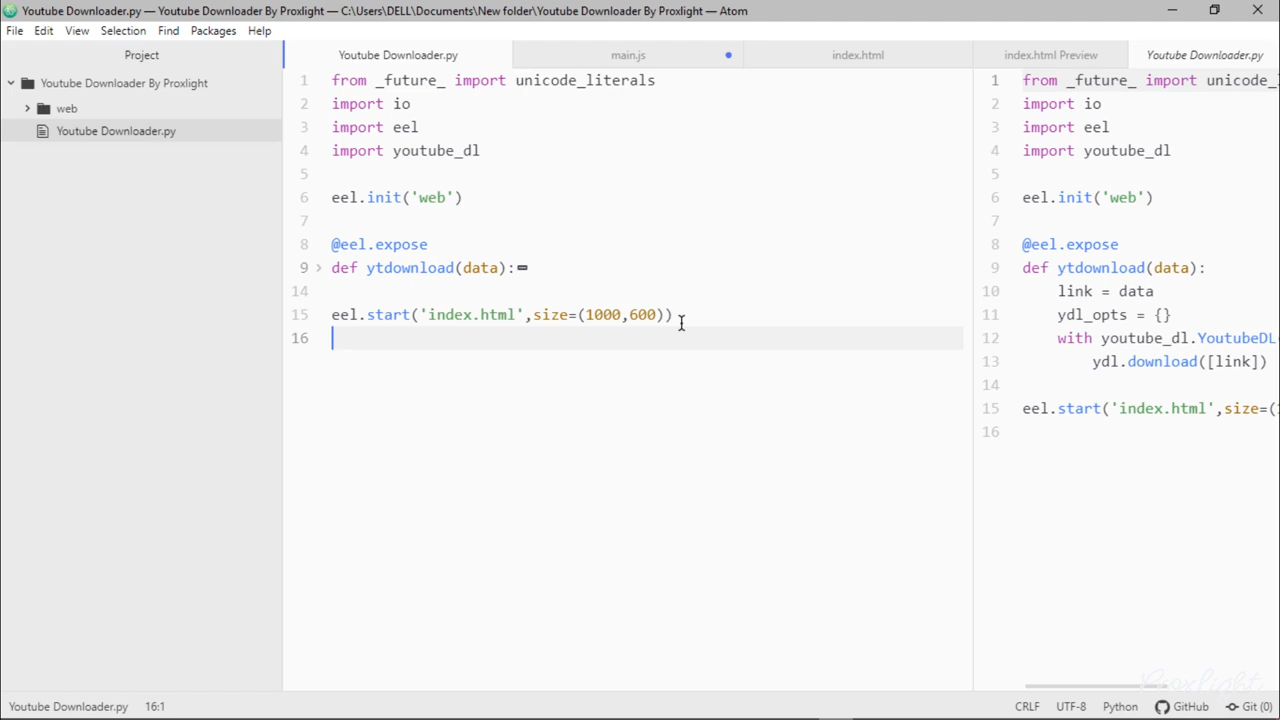 Youtube Downloader.py — Youtube Downloader By Proxlight — C:\Users\DELL\Documents\New folder\Youtube Downloader By Proxlight — Atom
File Edit View Selection Find Packages Help
Project
Youtube Downloader By Proxlight
web
Youtube Downloader.py
Youtube Downloader.py main.js index.html
1 from _future_ import unicode_literals
2 import io
3 import eel
4 import youtube_dl
5
6 eel.init('web')
7
8 @eel.expose
9 def ytdownload(data):
14
15 eel.start('index.html',size=(1000,600))
16
index.html Preview Youtube Downloader.py
1 from _future_ import unicode_
2 import io
3 import eel
4 import youtube_dl
5
6 eel.init('web')
7
8 @eel.expose
9 def ytdownload(data):
10 link = data
11 ydl_opts = {}
12 with youtube_dl.YoutubeDL
13 ydl.download([link])
14
15 eel.start('index.html',size=(
16
Proxlight
Youtube Downloader.py 16:1 CRLF UTF-8 Python GitHub Git (0)